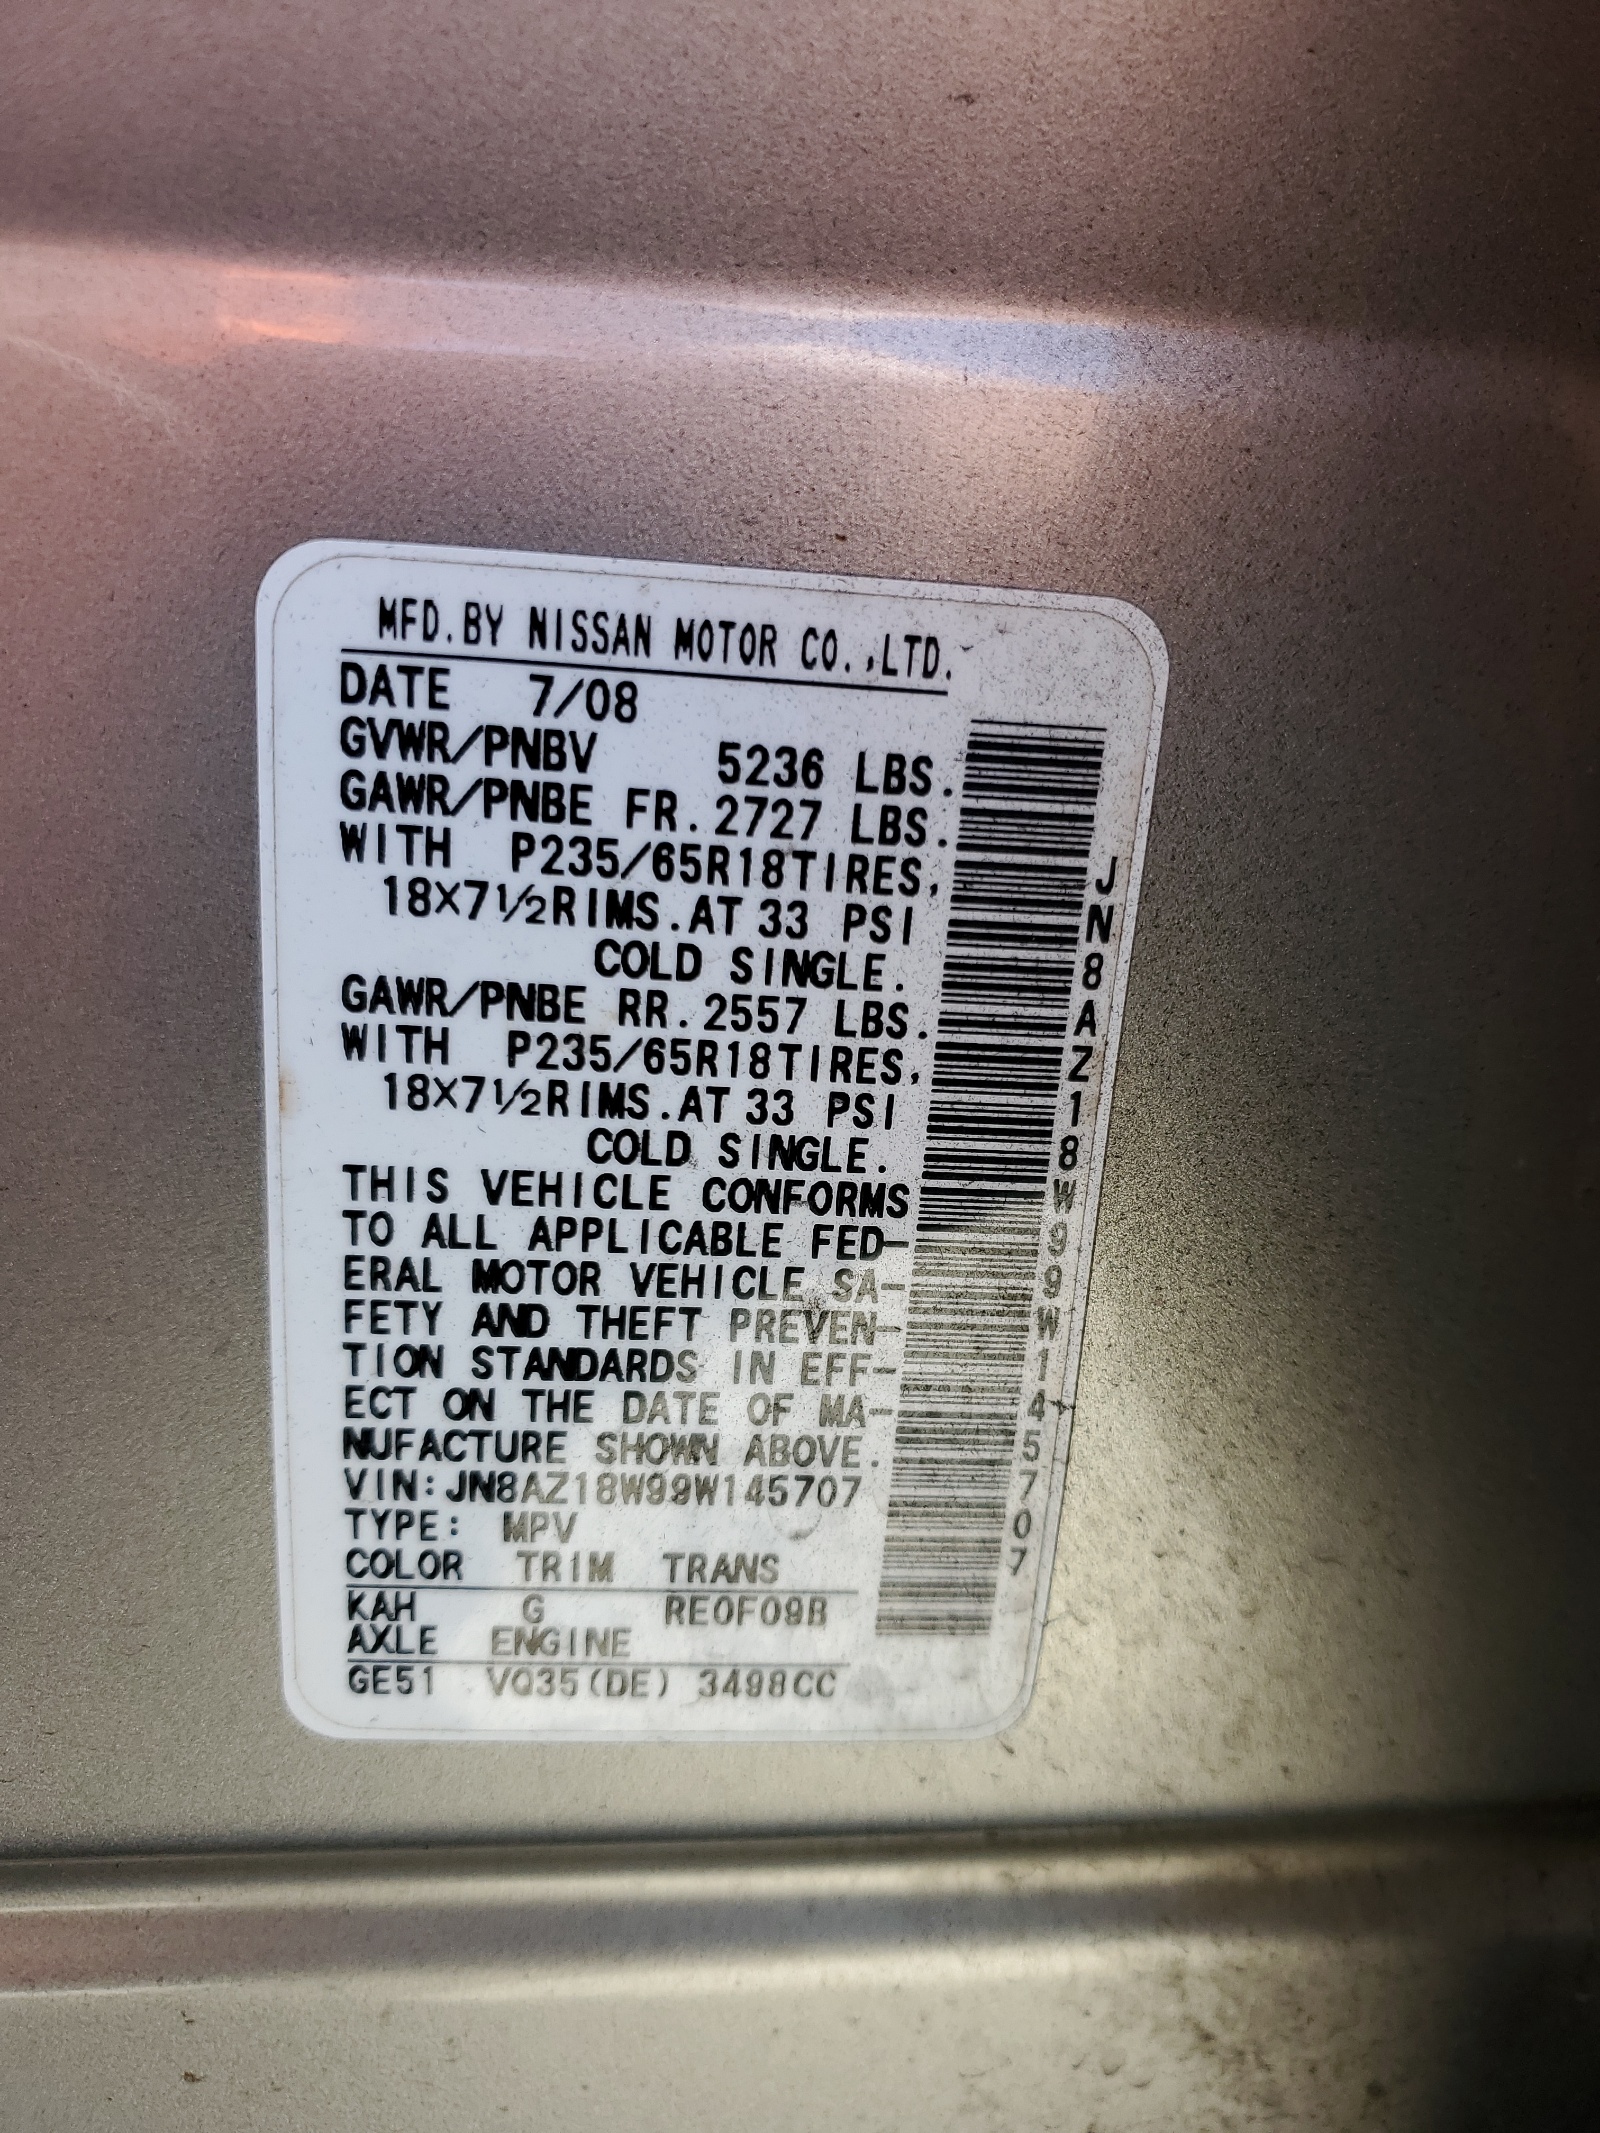 MFD.BY NISSAN MOTOR CO.,LTD.
DATE 7/08
GVWR/PNBV 5236 LBS.
GAWR/PNBE FR. 2727 LBS.
WITH P235/65R18TIRES,
18X7½RIMS.AT 33 PSI
COLD SINGLE.
GAWR/PNBE RR. 2557 LBS.
WITH P235/65R18TIRES,
18X7½RIMS.AT 33 PSI
COLD SINGLE.
THIS VEHICLE CONFORMS
TO ALL APPLICABLE FED-
ERAL MOTOR VEHICLE SA-
FETY AND THEFT PREVEN-
TION STANDARDS IN EFF-
ECT ON THE DATE OF MA-
NUFACTURE SHOWN ABOVE.
VIN:JN8AZ18W99W145707
TYPE: MPV
COLOR TRIM TRANS
KAH G RE0F09B
AXLE ENGINE
GE51 VQ35(DE) 3498CC
JN8AZ18W99W145707